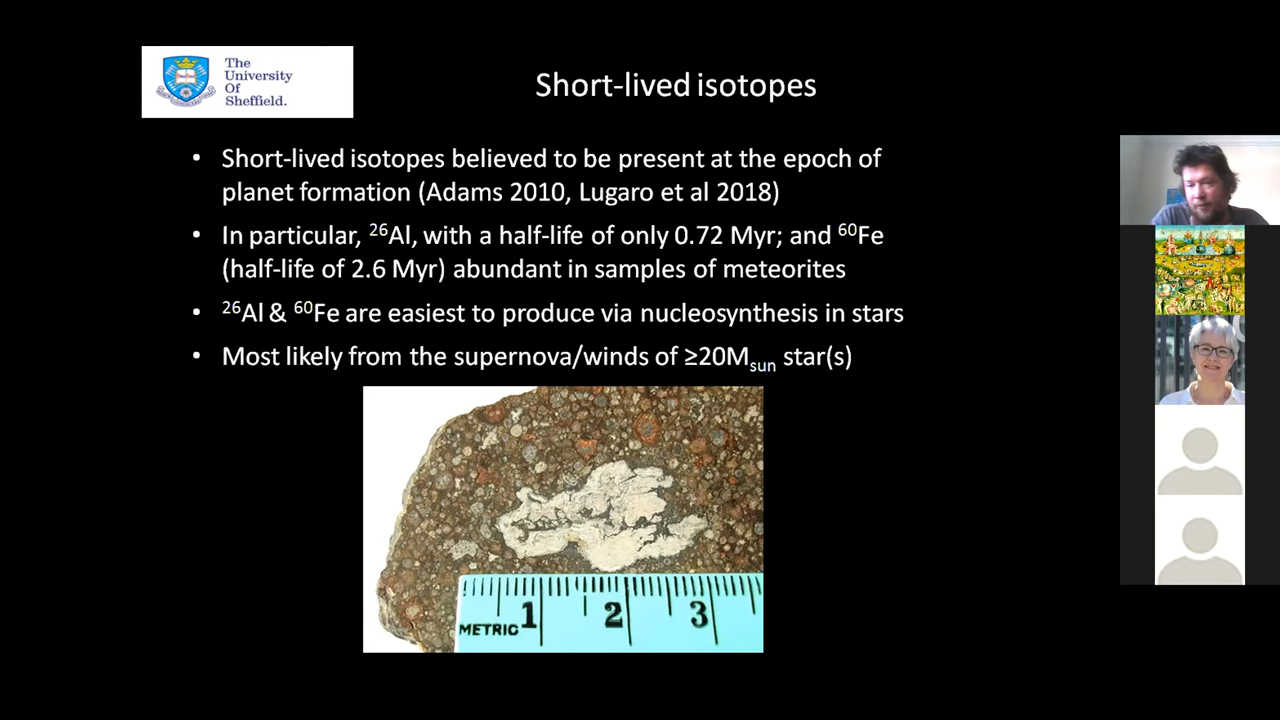 The
University
Of
Sheffield.
Short-lived isotopes
• Short-lived isotopes believed to be present at the epoch of
planet formation (Adams 2010, Lugaro et al 2018)
• In particular, ²⁶Al, with a half-life of only 0.72 Myr; and ⁶⁰Fe
(half-life of 2.6 Myr) abundant in samples of meteorites
• ²⁶Al & ⁶⁰Fe are easiest to produce via nucleosynthesis in stars
• Most likely from the supernova/winds of ≥20Msun star(s)
METRIC 1 2 3